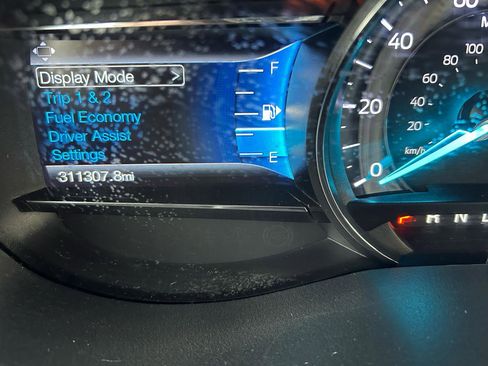 Display Mode >
Trip 1 & 2
Fuel Economy
Driver Assist
Settings
311307.8mi
F
E
60
40
20
0
100
80
60
40
20
km/h
M
P R N D